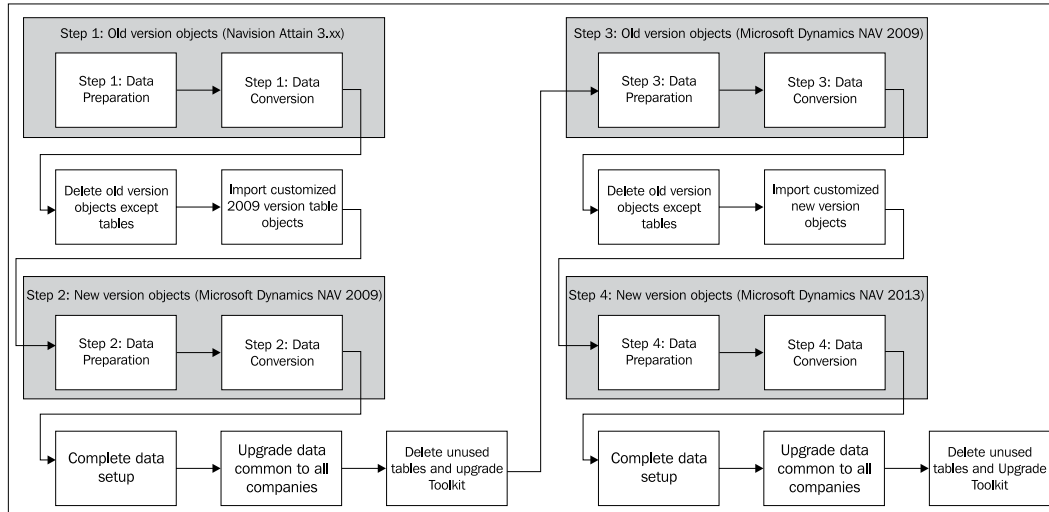 Step 1: Old version objects (Navision Attain 3.xx)
Step 1: Data
Preparation
Step 1: Data
Conversion
Delete old version
objects except
tables
Import customized
2009 version table
objects
Step 2: New version objects (Microsoft Dynamics NAV 2009)
Step 2: Data
Preparation
Step 2: Data
Conversion
Complete data
setup
Upgrade data
common to all
companies
Delete unused
tables and upgrade
Toolkit
Step 3: Old version objects (Microsoft Dynamics NAV 2009)
Step 3: Data
Preparation
Step 3: Data
Conversion
Delete old version
objects except
tables
Import customized
new version
objects
Step 4: New version objects (Microsoft Dynamics NAV 2013)
Step 4: Data
Preparation
Step 4: Data
Conversion
Complete data
setup
Upgrade data
common to all
companies
Delete unused
tables and Upgrade
Toolkit